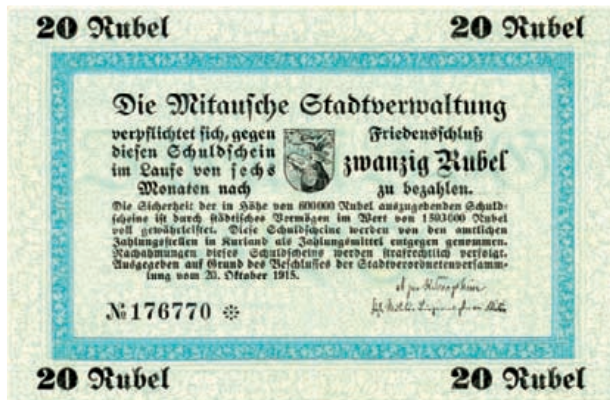 20 Rubel 20 Rubel
Die Mitausche Stadtverwaltung
verpflichtet sich, gegen Friedensschluß
diesen Schuldschein zwanzig Rubel
im Laufe von sechs
Monaten nach zu bezahlen.
Die Sicherheit der in Höhe von 600000 Rubel auszugebenden Schuld-
scheine ist durch städtisches Vermögen im Wert von 1503600 Rubel
voll gewährleistet. Diese Schuldscheine werden von den amtlichen
Zahlungsstellen in Kurland als Zahlungsmittel entgegen genommen.
Nachahmungen dieses Schuldscheins werden strafrechtlich verfolgt.
Ausgegeben auf Grund des Beschlusses der Stadtverordnetenversamm-
lung vom 20. Oktober 1915.
№ 176770
20 Rubel 20 Rubel